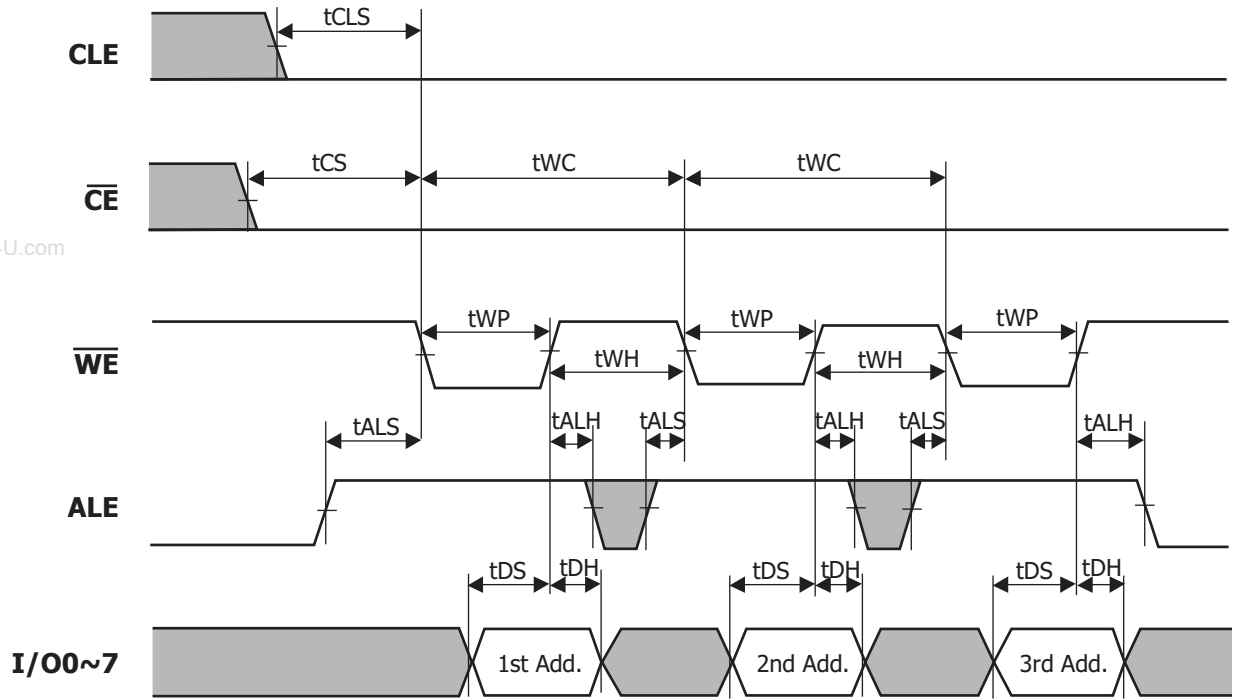 tCLS
CLE
tCS tWC tWC
CE
-U.com
tWP tWP tWP
WE
tWH tWH
tALS tALH tALS tALH tALS tALH
ALE
tDS tDH tDS tDH tDS tDH
I/O0~7 1st Add. 2nd Add. 3rd Add.